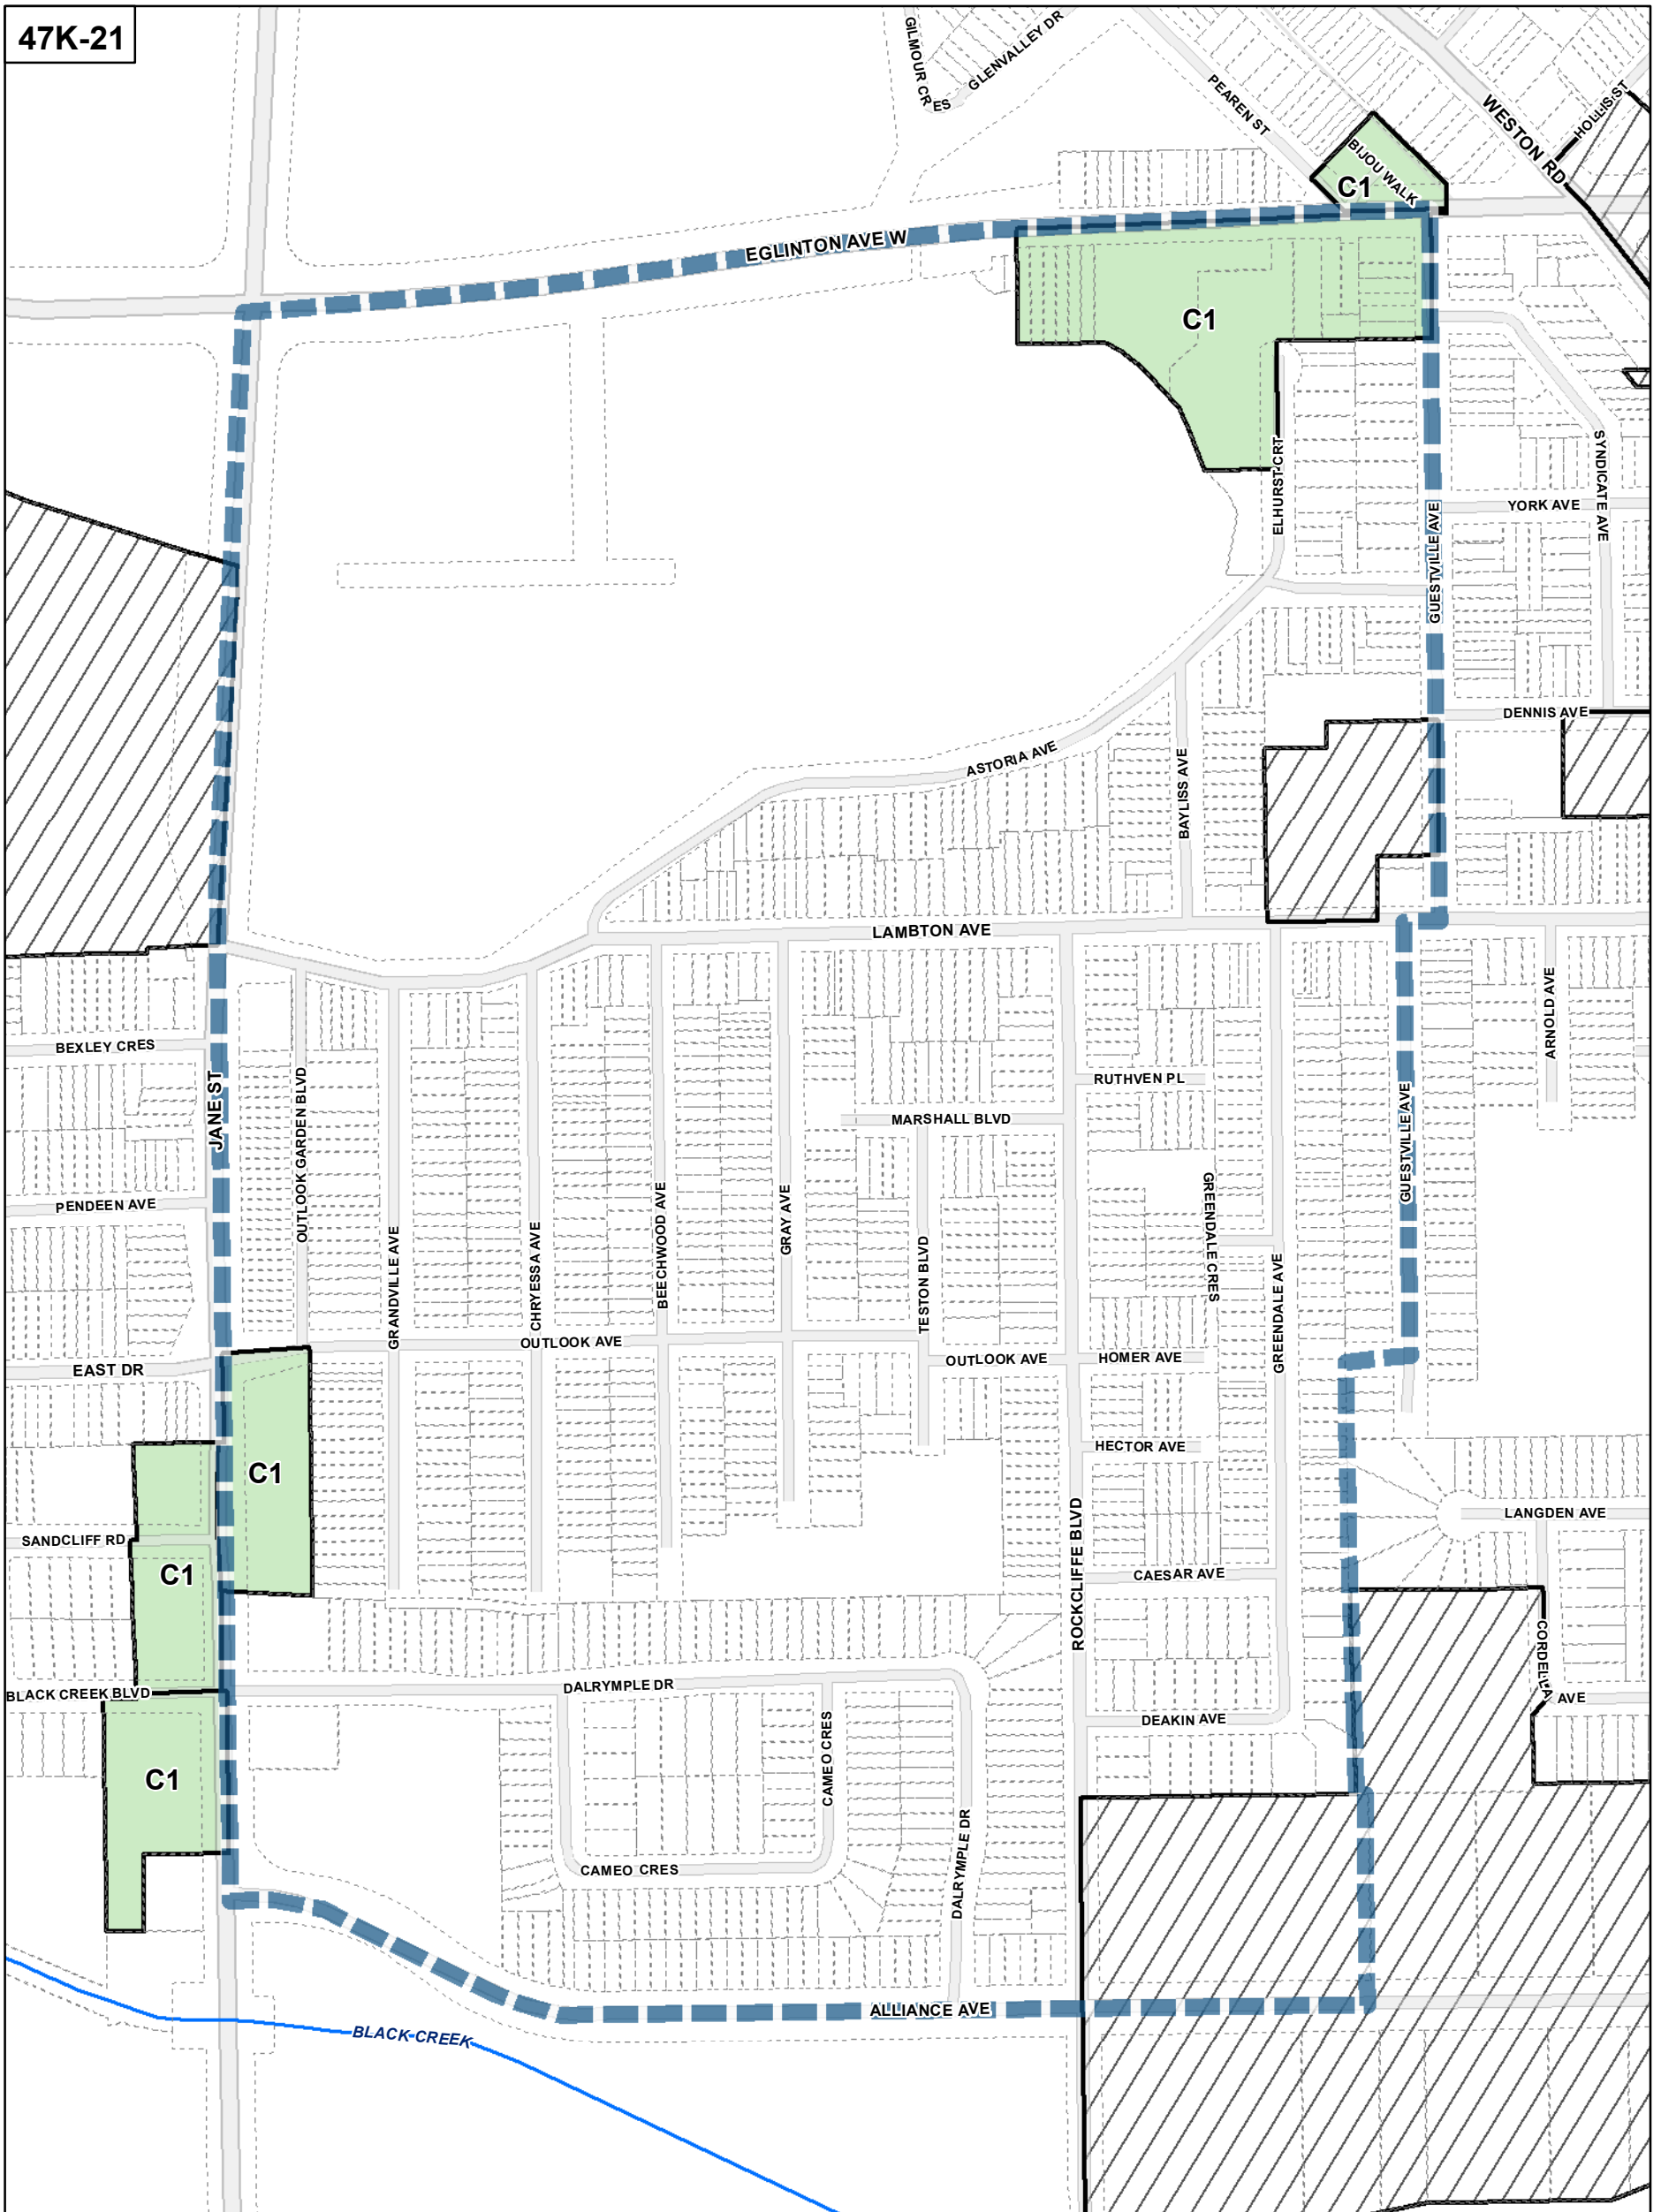 47K-21
GILMOUR CRES
GLENVALLEY DR
PEAREN ST
WESTON RD
HOLLIS ST
BIJOU WALK
C1
EGLINTON AVE W
C1
ELHURST CRT
SYNDICATE AVE
YORK AVE
GUESTVILLE AVE
DENNIS AVE
ASTORIA AVE
BAYLISS AVE
LAMBTON AVE
ARNOLD AVE
BEXLEY CRES
JANE ST
OUTLOOK GARDEN BLVD
RUTHVEN PL
MARSHALL BLVD
GUESTVILLE AVE
PENDEEN AVE
GRANDVILLE AVE
CHRYESSA AVE
BEECHWOOD AVE
GRAY AVE
TESTON BLVD
GREENDALE CRES
GREENDALE AVE
OUTLOOK AVE
OUTLOOK AVE
HOMER AVE
EAST DR
HECTOR AVE
C1
LANGDEN AVE
SANDCLIFF RD
C1
ROCKCLIFFE BLVD
CAESAR AVE
CORDELLA AVE
BLACK CREEK BLVD
DALRYMPLE DR
DEAKIN AVE
CAMEO CRES
C1
CAMEO CRES
DALRYMPLE DR
ALLIANCE AVE
BLACK CREEK